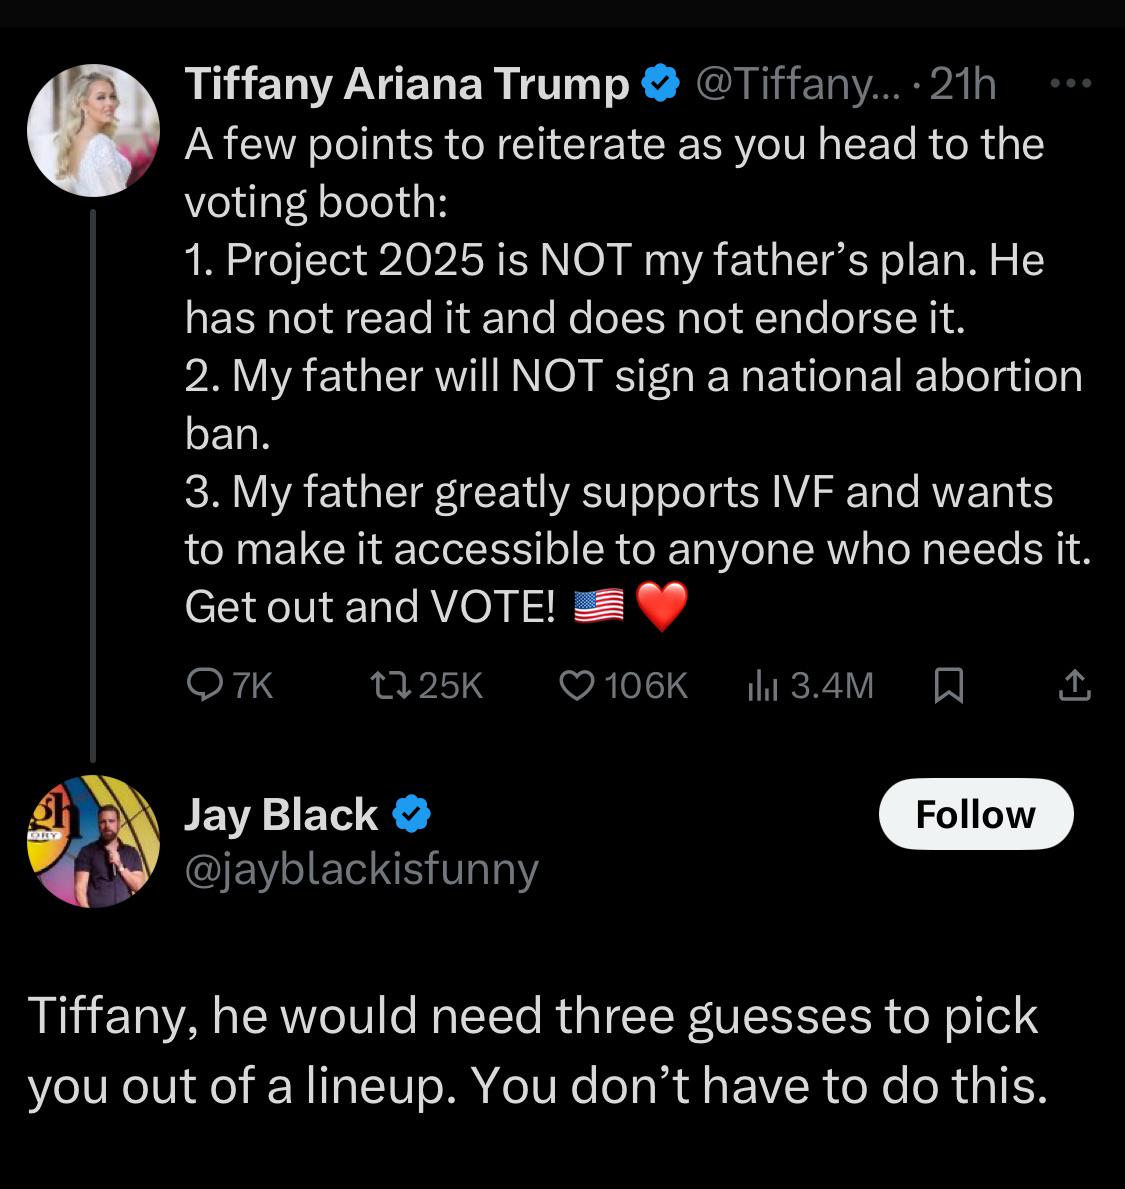 Tiffany Ariana Trump @Tiffany... · 21h
A few points to reiterate as you head to the
voting booth:
1. Project 2025 is NOT my father’s plan. He
has not read it and does not endorse it.
2. My father will NOT sign a national abortion
ban.
3. My father greatly supports IVF and wants
to make it accessible to anyone who needs it.
Get out and VOTE! 🇺🇸❤️
7K 25K 106K 3.4M
gh
ORY
Jay Black
Follow
@jayblackisfunny
Tiffany, he would need three guesses to pick
you out of a lineup. You don’t have to do this.